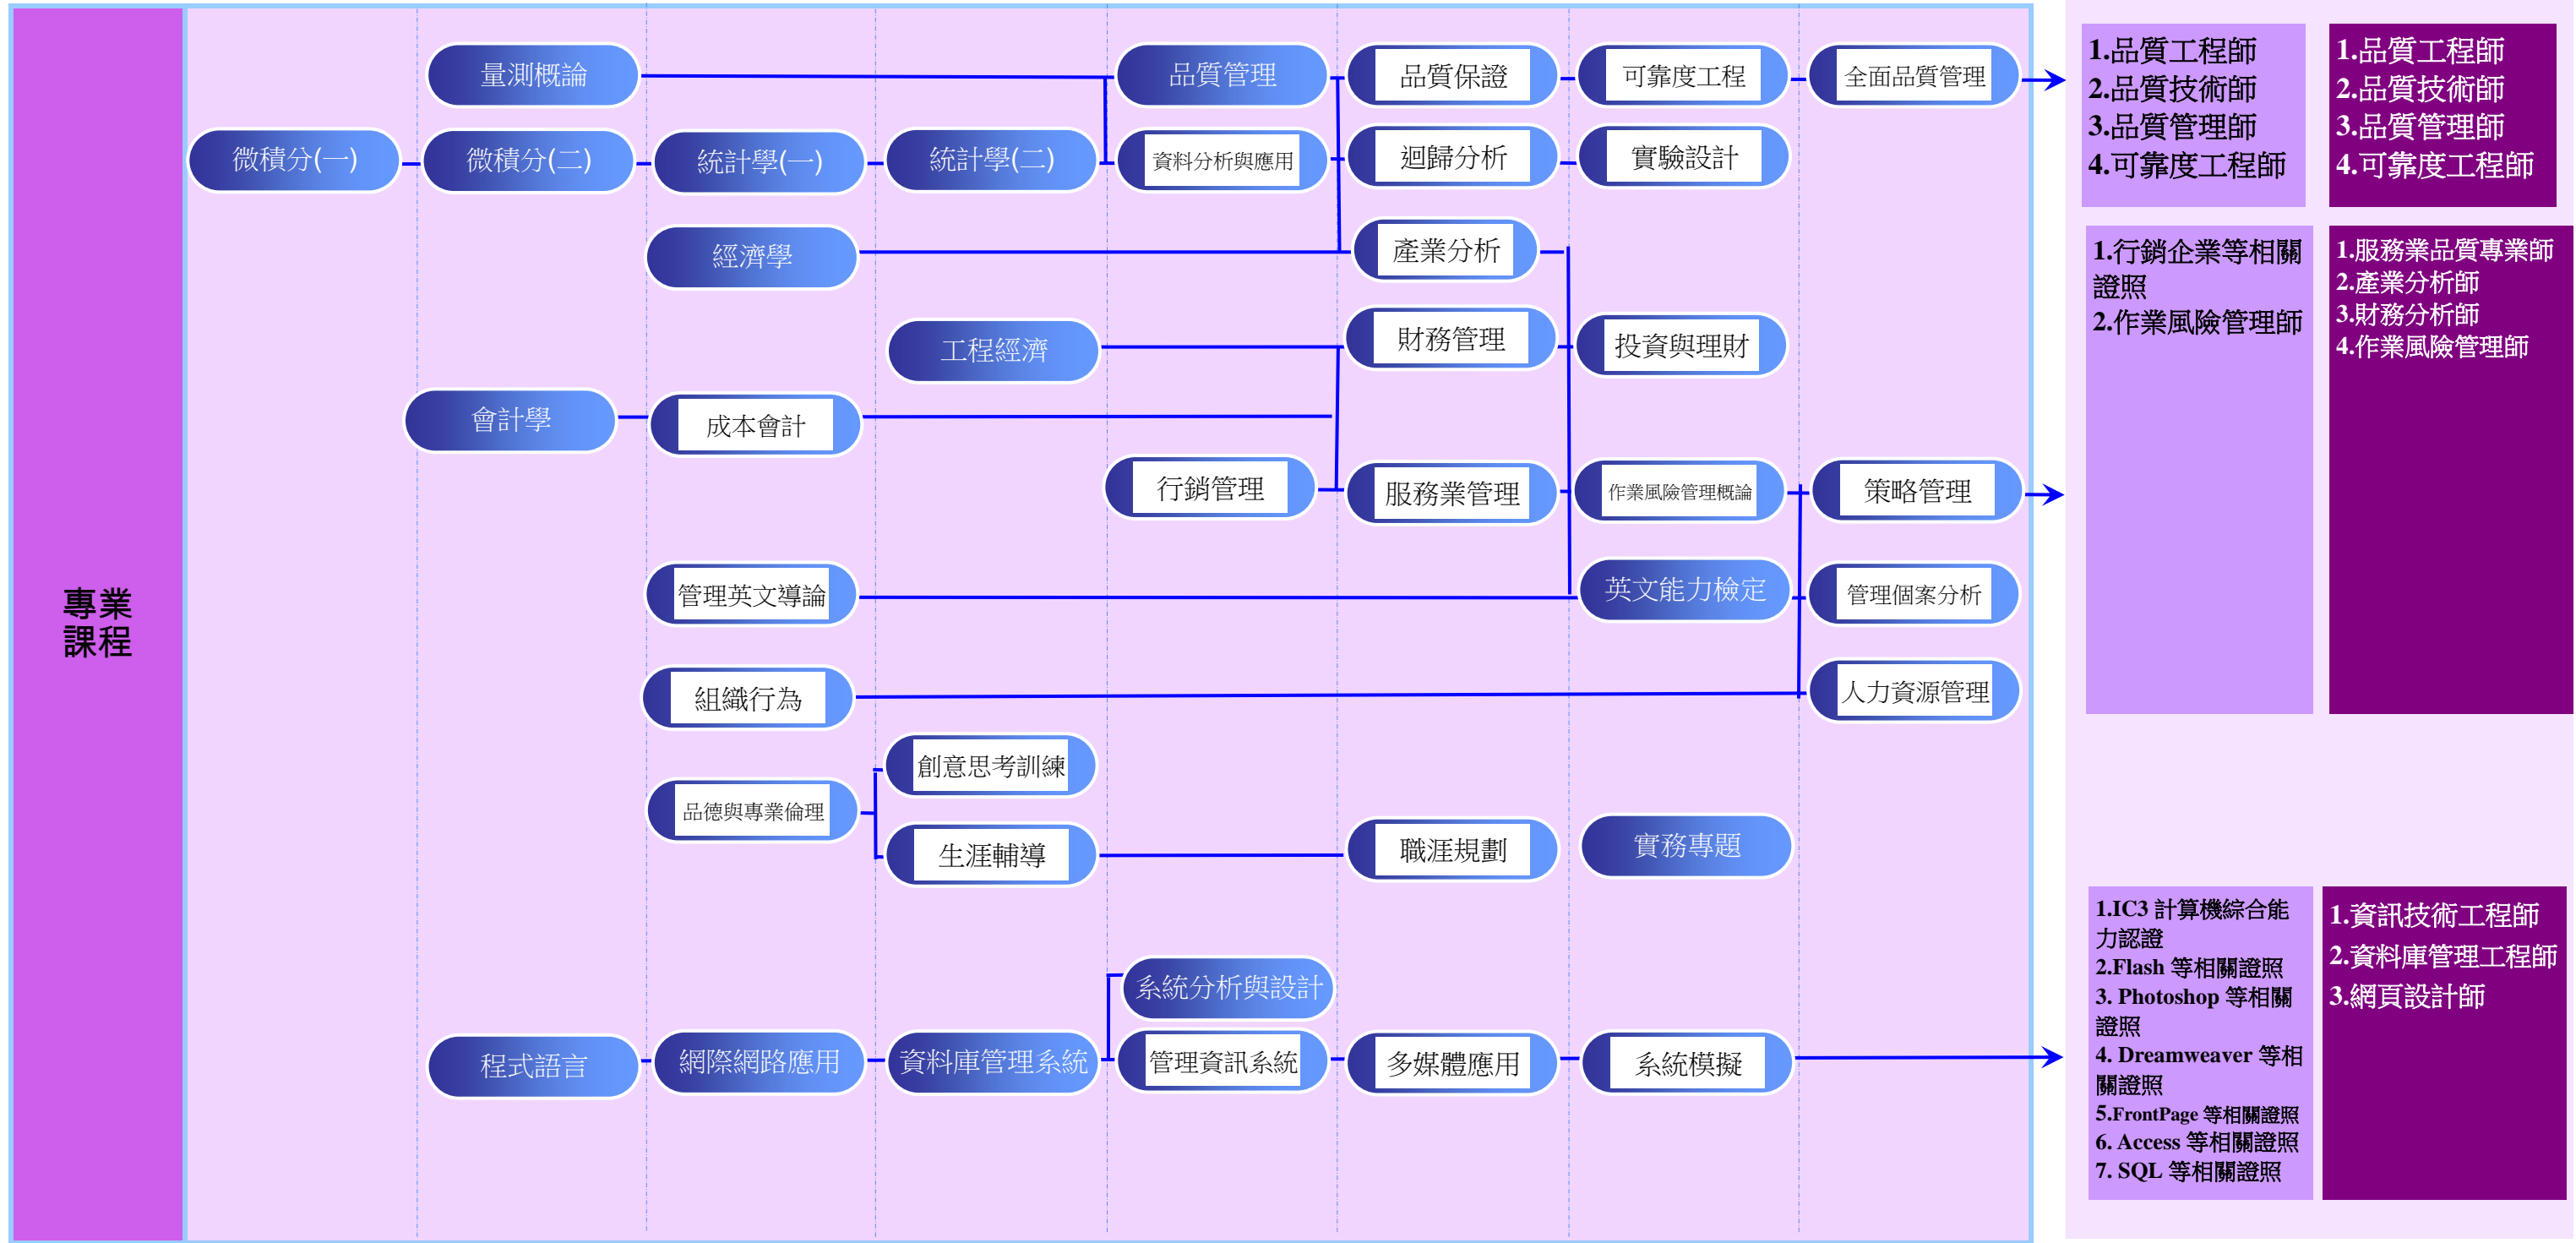 專業
課程
量測概論
品質管理
品質保證
可靠度工程
全面品質管理
微積分(一)
微積分(二)
統計學(一)
統計學(二)
資料分析與應用
迴歸分析
實驗設計
經濟學
產業分析
工程經濟
財務管理
投資與理財
會計學
成本會計
行銷管理
服務業管理
作業風險管理概論
策略管理
管理英文導論
英文能力檢定
管理個案分析
組織行為
人力資源管理
創意思考訓練
品德與專業倫理
生涯輔導
職涯規劃
實務專題
系統分析與設計
程式語言
網際網路應用
資料庫管理系統
管理資訊系統
多媒體應用
系統模擬
1.品質工程師
2.品質技術師
3.品質管理師
4.可靠度工程師
1.品質工程師
2.品質技術師
3.品質管理師
4.可靠度工程師
1.行銷企業等相關
證照
2.作業風險管理師
1.服務業品質專業師
2.產業分析師
3.財務分析師
4.作業風險管理師
1.IC3 計算機綜合能
力認證
2.Flash 等相關證照
3. Photoshop 等相關
證照
4. Dreamweaver 等相
關證照
5.FrontPage 等相關證照
6. Access 等相關證照
7. SQL 等相關證照
1.資訊技術工程師
2.資料庫管理工程師
3.網頁設計師